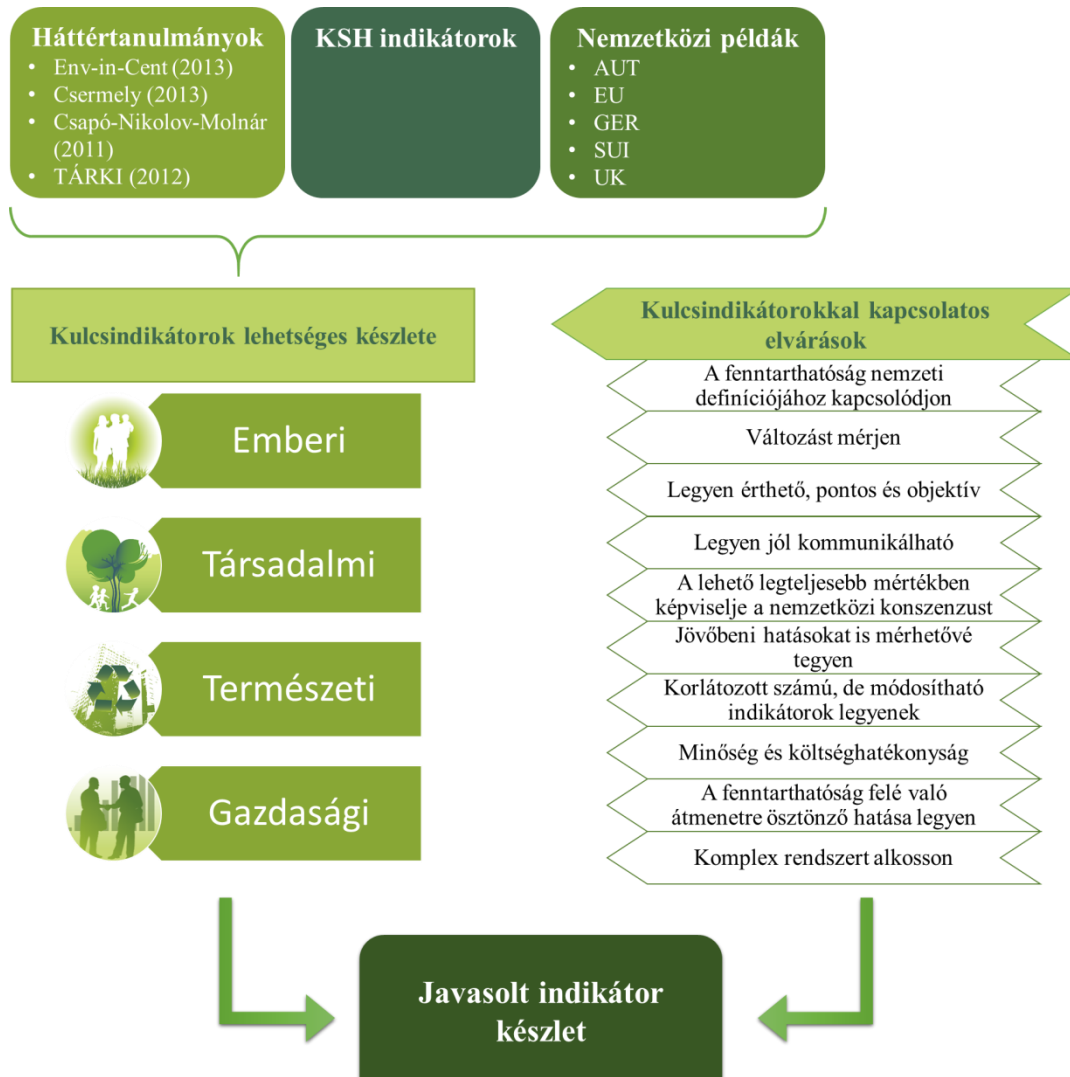 Háttértanulmányok
• Env-in-Cent (2013)
• Csermely (2013)
• Csapó-Nikolov-Molnár
(2011)
• TÁRKI (2012)
KSH indikátorok
Nemzetközi példák
• AUT
• EU
• GER
• SUI
• UK
Kulcsindikátorok lehetséges készlete
Emberi
Társadalmi
Természeti
Gazdasági
Kulcsindikátorokkal kapcsolatos
elvárások
A fenntarthatóság nemzeti
definíciójához kapcsolódjon
Változást mérjen
Legyen érthető, pontos és objektív
Legyen jól kommunikálható
A lehető legteljesebb mértékben
képviselje a nemzetközi konszenzust
Jövőbeni hatásokat is mérhetővé
tegyen
Korlátozott számú, de módosítható
indikátorok legyenek
Minőség és költséghatékonyság
A fenntarthatóság felé való
átmenetre ösztönző hatása legyen
Komplex rendszert alkosson
Javasolt indikátor
készlet